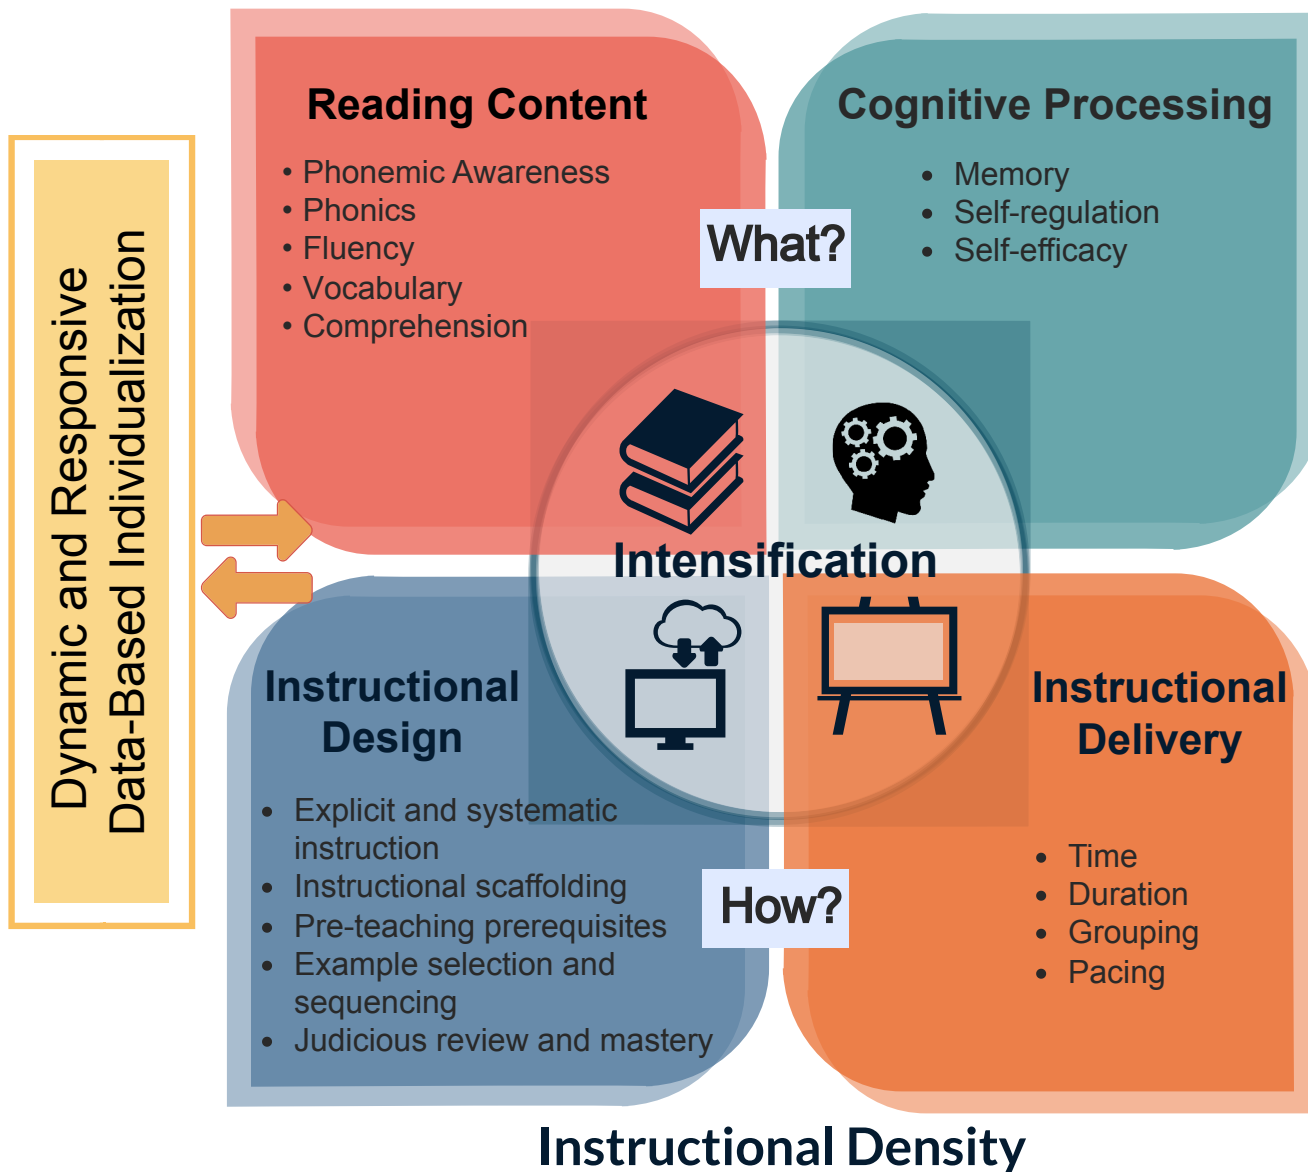 Reading Content
• Phonemic Awareness
• Phonics
• Fluency
• Vocabulary
• Comprehension
Cognitive Processing
• Memory
• Self-regulation
• Self-efficacy
What?
Dynamic and Responsive
Data-Based Individualization
Intensification
Instructional
Design
• Explicit and systematic
instruction
• Instructional scaffolding
• Pre-teaching prerequisites
• Example selection and
sequencing
• Judicious review and mastery
How?
Instructional
Delivery
• Time
• Duration
• Grouping
• Pacing
Instructional Density